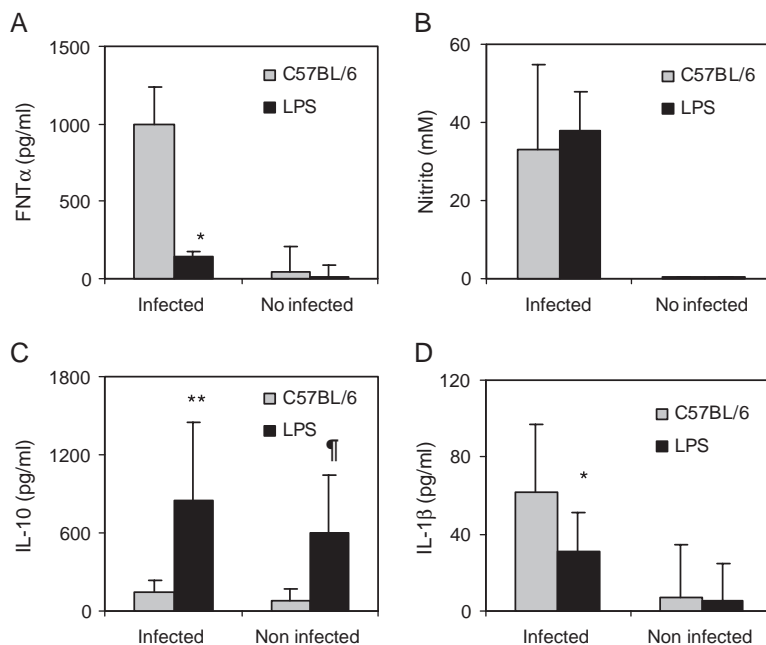 A
FNTα (pg/ml)
1500
1000
500
0
C57BL/6
LPS
*
Infected
No infected
B
Nitrito (mM)
60
40
20
0
C57BL/6
LPS
Infected
No infected
C
IL-10 (pg/ml)
1800
1200
600
0
C57BL/6
LPS
**
¶
Infected
Non infected
D
IL-1β (pg/ml)
120
80
40
0
C57BL/6
LPS
*
Infected
Non infected